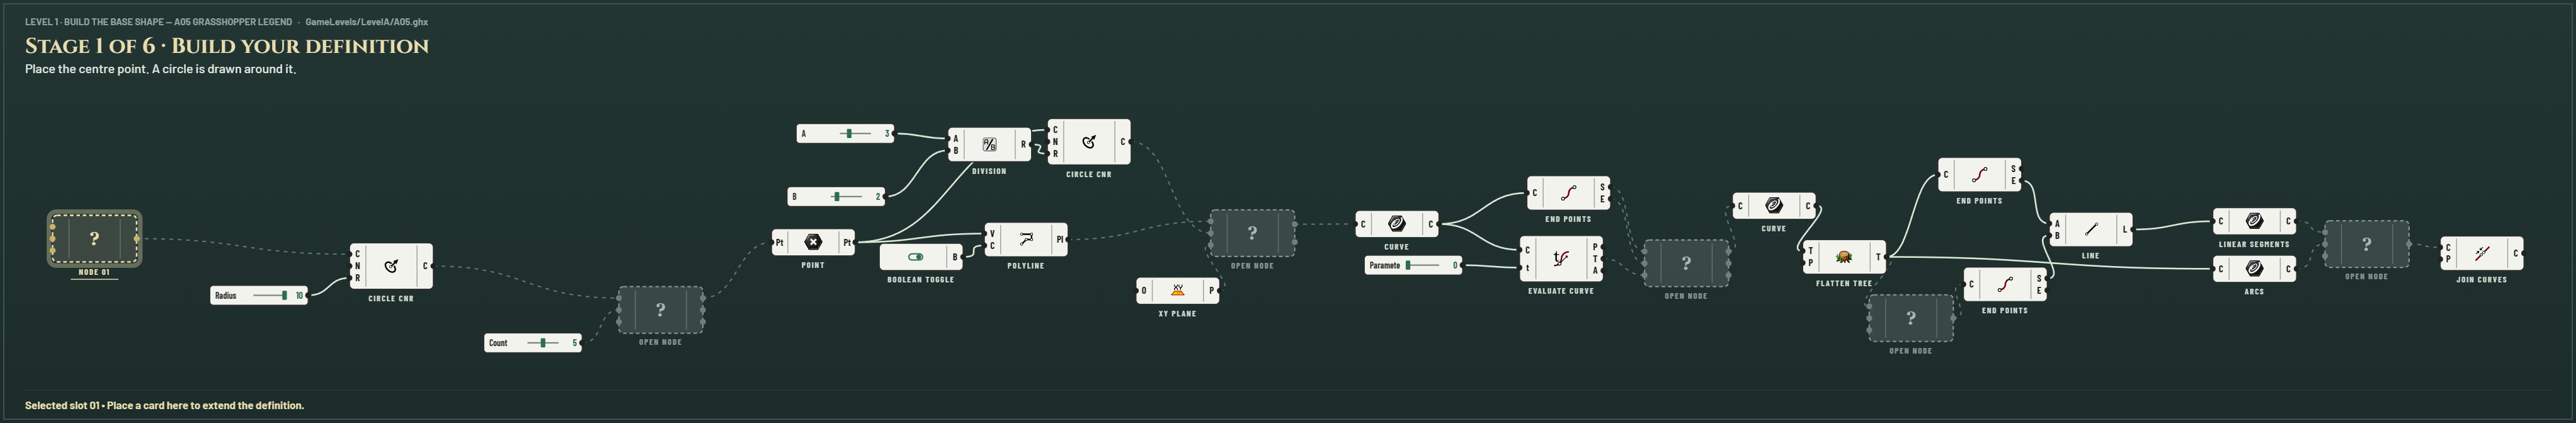 LEVEL 1 · BUILD THE BASE SHAPE — A05 GRASSHOPPER LEGEND · GameLevels/LevelA/A05.ghx
STAGE 1 OF 6 · BUILD YOUR DEFINITION
Place the centre point. A circle is drawn around it.
?
NODE 01
Radius 10
C N R C
CIRCLE CNR
Count 5
?
OPEN NODE
A 3
B 2
A B R
DIVISION
C N R C
CIRCLE CNR
Pt Pt
POINT
B
BOOLEAN TOGGLE
V C Pl
POLYLINE
O P
XY PLANE
?
OPEN NODE
C C
CURVE
Paramete 0
C S E
END POINTS
C t P T A
EVALUATE CURVE
?
OPEN NODE
C C
CURVE
T P T
FLATTEN TREE
?
OPEN NODE
C S E
END POINTS
C S E
END POINTS
A B L
LINE
C C
LINEAR SEGMENTS
C C
ARCS
?
OPEN NODE
C P C
JOIN CURVES
Selected slot 01 • Place a card here to extend the definition.